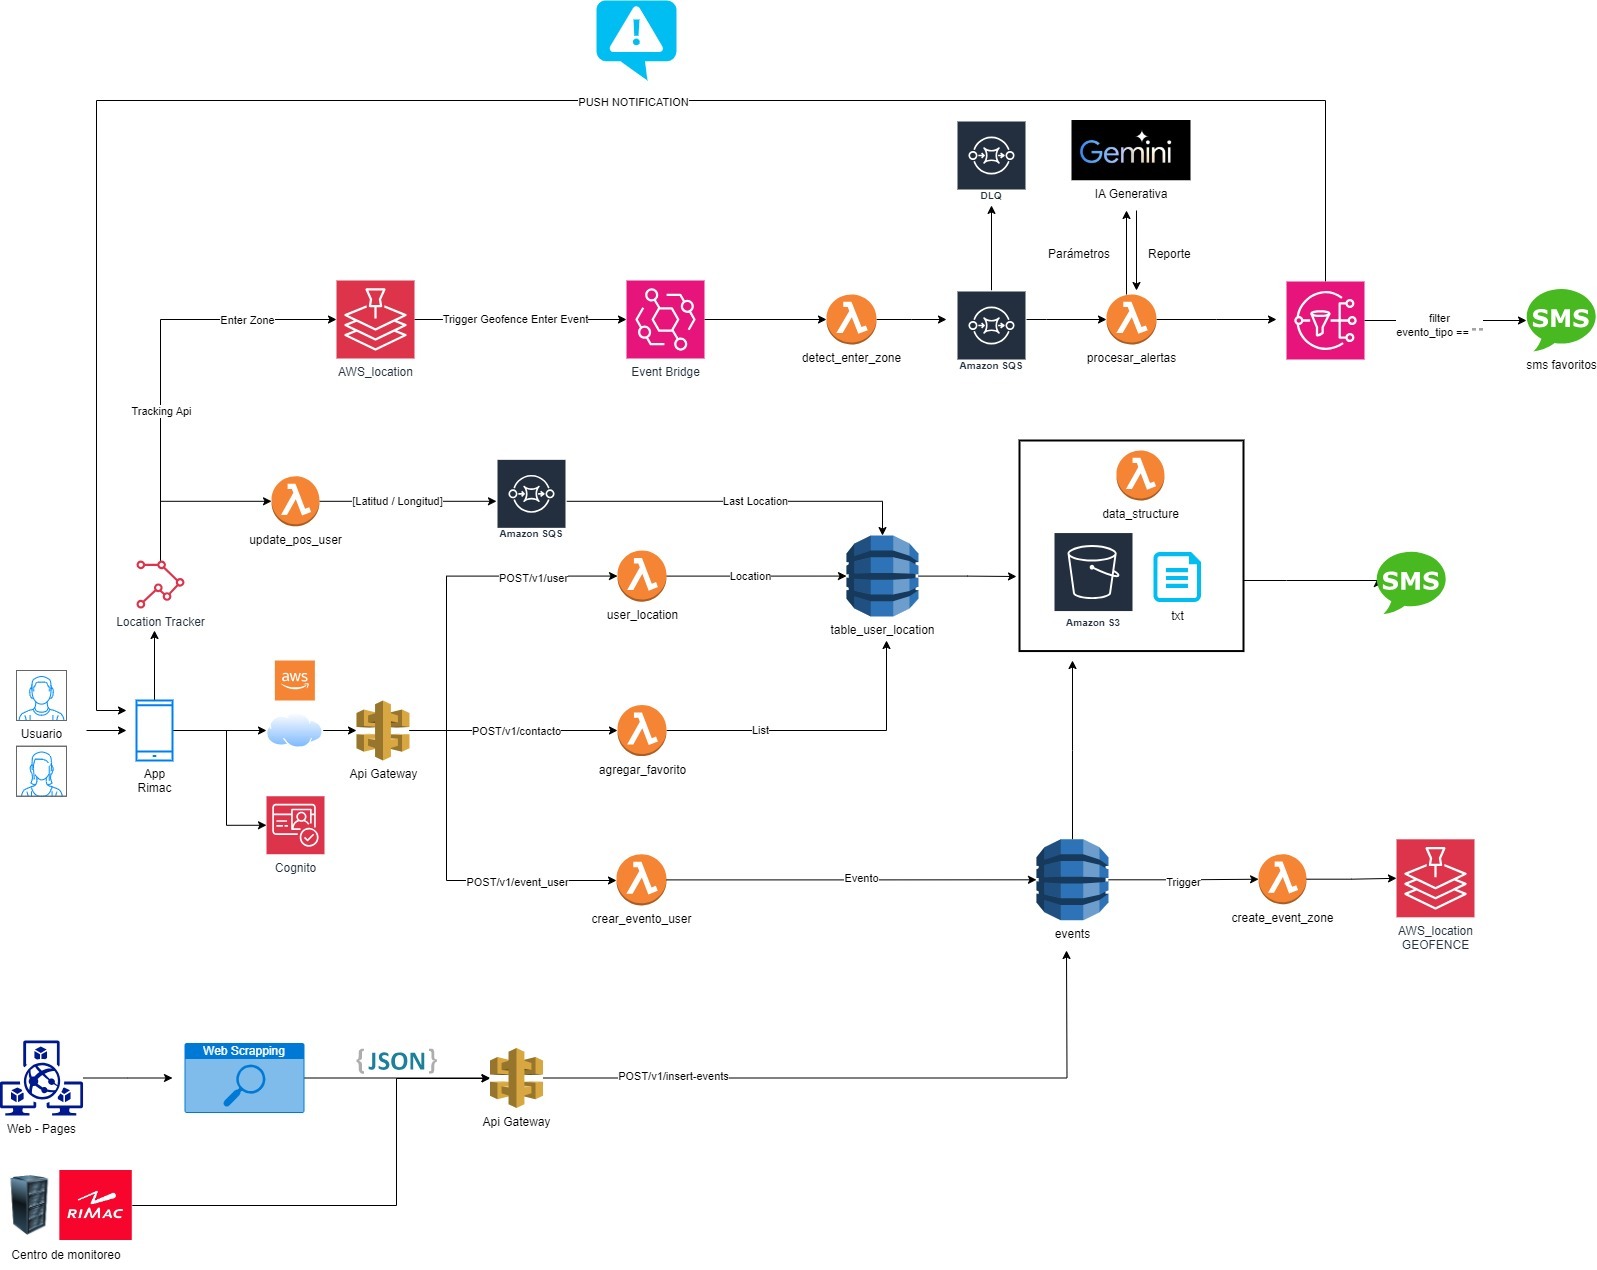 PUSH NOTIFICATION
DLQ
Gemini
IA Generativa
Parámetros
Reporte
Enter Zone
Trigger Geofence Enter Event
AWS_location
Event Bridge
detect_enter_zone
Amazon SQS
procesar_alertas
filter
evento_tipo == " "
SMS
sms favoritos
Tracking Api
update_pos_user
[Latitud / Longitud]
Amazon SQS
Last Location
data_structure
Amazon S3
txt
SMS
Location Tracker
POST/v1/user
user_location
Location
table_user_location
aws
Usuario
App
Rimac
Api Gateway
POST/v1/contacto
agregar_favorito
List
Cognito
POST/v1/event_user
crear_evento_user
Evento
events
Trigger
create_event_zone
AWS_location
GEOFENCE
Web - Pages
Web Scrapping
{JSON}
Api Gateway
POST/v1/insert-events
RIMAC
Centro de monitoreo